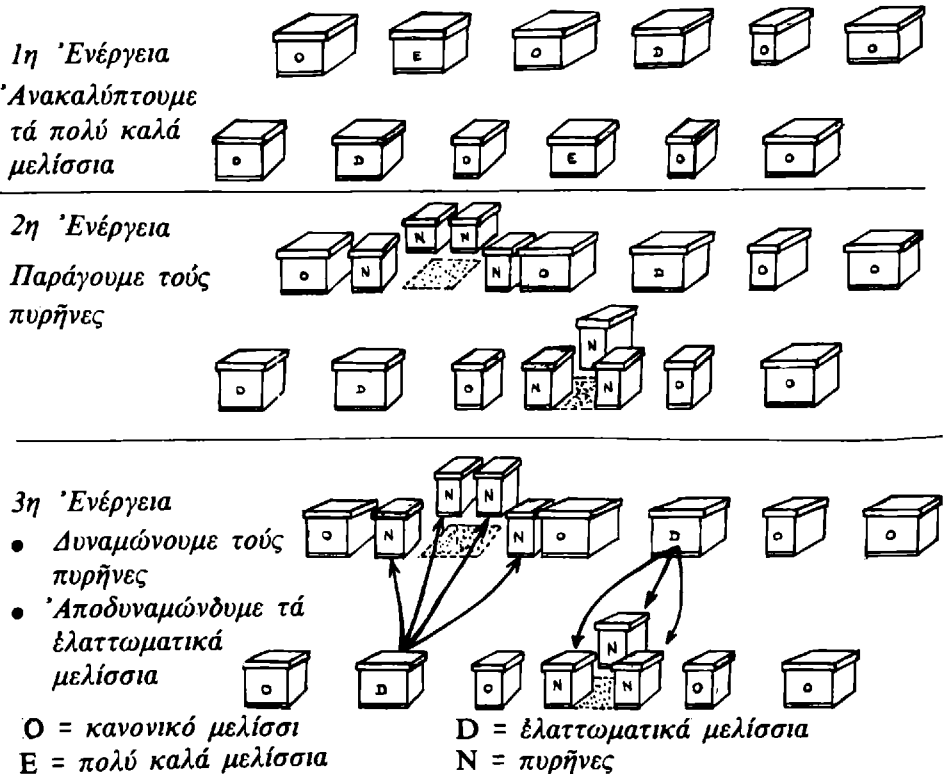 1η Ἐνέργεια
Ἀνακαλύπτουμε
τά πολύ καλά
μελίσσια
O E O D O O
O D O E O O
2η Ἐνέργεια
Παράγουμε τούς
πυρῆνες
N N
O N N O D O O
N
D D O N N O O
3η Ἐνέργεια
N N
O N N O D O O
• Δυναμώνουμε τούς
πυρῆνες
• Ἀποδυναμώνδυμε τά
ἐλαττωματικά
μελίσσια
N
O D O N N O O
O = κανονικό μελίσσι
D = ἐλαττωματικά μελίσσια
E = πολύ καλά μελίσσια
N = πυρῆνες